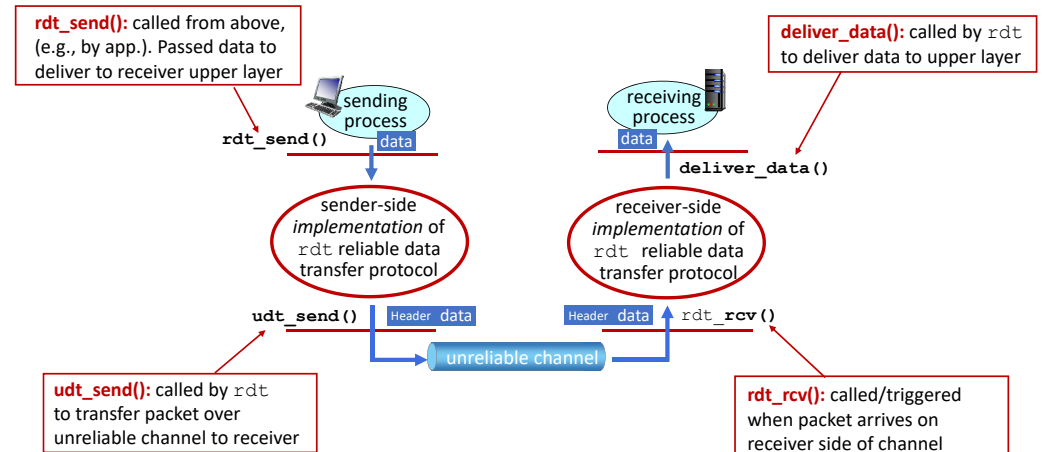 rdt_send(): called from above,
(e.g., by app.). Passed data to
deliver to receiver upper layer
deliver_data(): called by rdt
to deliver data to upper layer
sending
process
receiving
process
rdt_send()
data
data
deliver_data()
sender-side
implementation of
rdt reliable data
transfer protocol
receiver-side
implementation of
rdt reliable data
transfer protocol
udt_send()
Header data
Header data
rdt_rcv()
unreliable channel
udt_send(): called by rdt
to transfer packet over
unreliable channel to receiver
rdt_rcv(): called/triggered
when packet arrives on
receiver side of channel